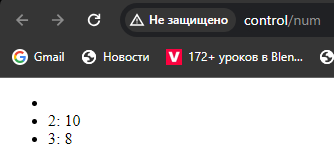 Не защищено control/num
Gmail Новости 172+ уроков в Blen...
2: 10
3: 8